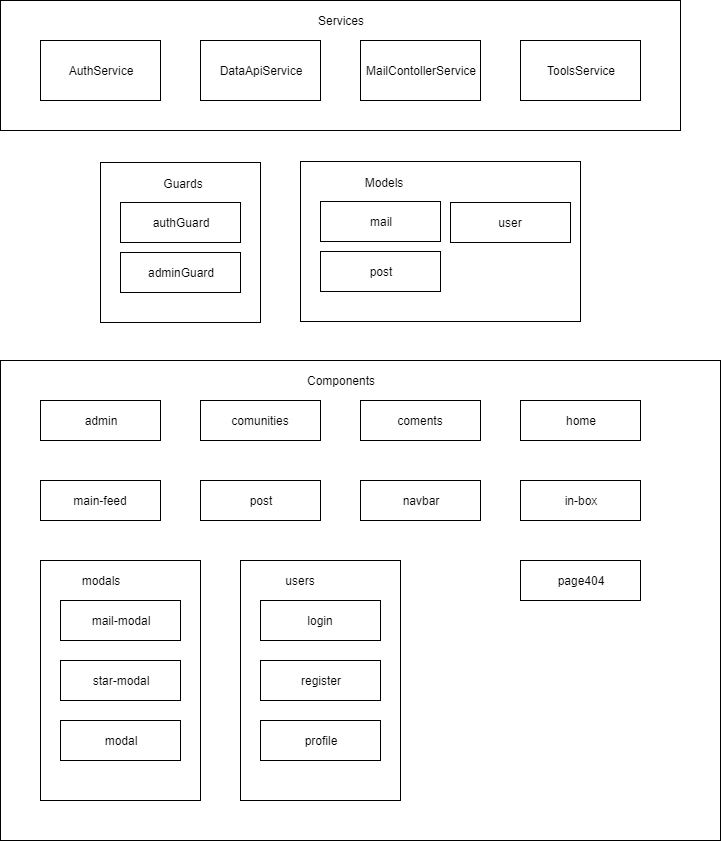 Services
AuthService
DataApiService
MailContollerService
ToolsService
Guards
authGuard
adminGuard
Models
mail
user
post
Components
admin
comunities
coments
home
main-feed
post
navbar
in-box
modals
mail-modal
star-modal
modal
users
login
register
profile
page404